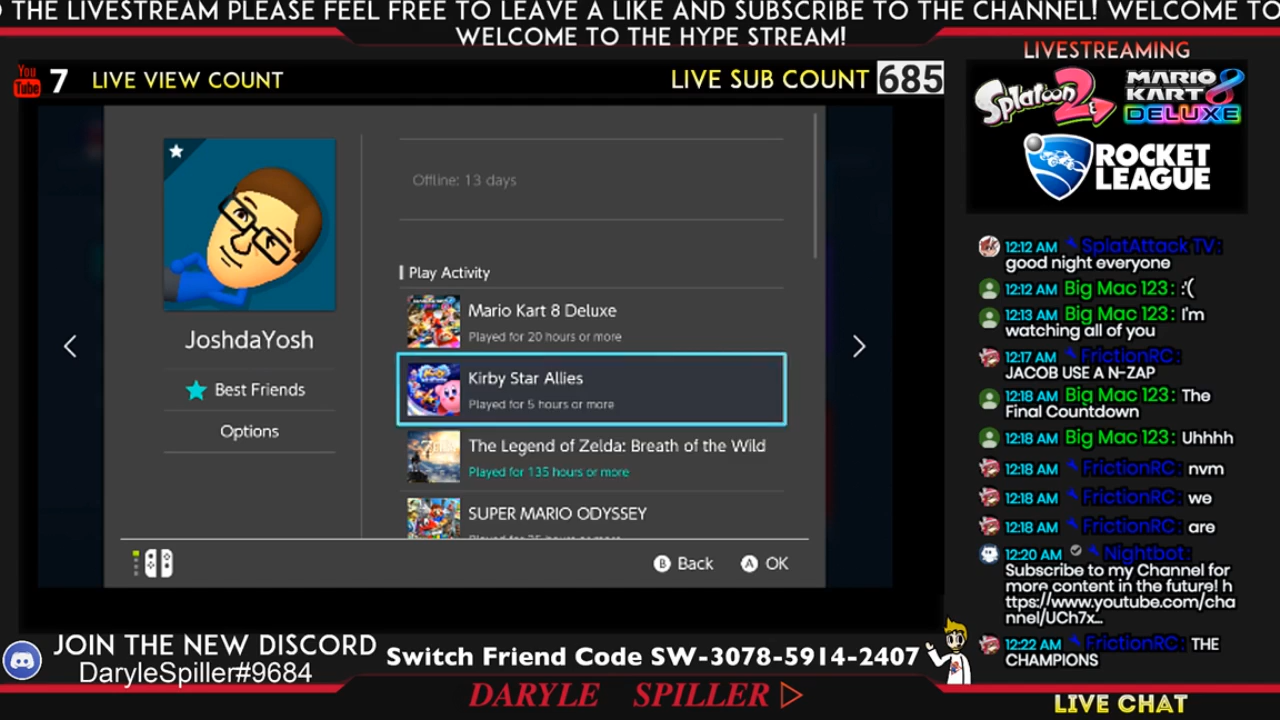 THE LIVESTREAM PLEASE FEEL FREE TO LEAVE A LIKE AND SUBSCRIBE TO THE CHANNEL! WELCOME TO
WELCOME TO THE HYPE STREAM!
You Tube 7 LIVE VIEW COUNT
LIVE SUB COUNT 685
Offline: 13 days
Play Activity
Mario Kart 8 Deluxe
Played for 20 hours or more
Kirby Star Allies
Played for 5 hours or more
The Legend of Zelda: Breath of the Wild
Played for 135 hours or more
SUPER MARIO ODYSSEY
JoshdaYosh
Best Friends
Options
B Back A OK
LIVESTREAMING
Splatoon 2
MARIO KART 8 DELUXE
ROCKET LEAGUE
12:12 AM SplatAttack TV:
good night everyone
12:12 AM Big Mac 123: :'(
12:13 AM Big Mac 123: I'm
watching all of you
12:17 AM FrictionRC:
JACOB USE A N-ZAP
12:18 AM Big Mac 123: The
Final Countdown
12:18 AM Big Mac 123: Uhhhh
12:18 AM FrictionRC: nvm
12:18 AM FrictionRC: we
12:18 AM FrictionRC: are
12:20 AM Nightbot:
Subscribe to my Channel for
more content in the future! h
ttps://www.youtube.com/cha
nnel/UCh7x...
12:22 AM FrictionRC: THE
CHAMPIONS
LIVE CHAT
JOIN THE NEW DISCORD
DaryleSpiller#9684
Switch Friend Code SW-3078-5914-2407
DARYLE SPILLER